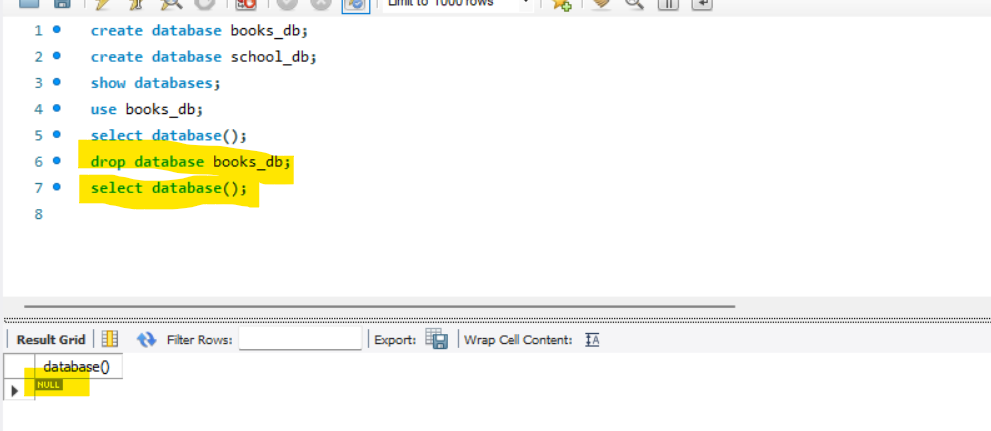 Limit to 1000 rows
1 create database books_db;
2 create database school_db;
3 show databases;
4 use books_db;
5 select database();
6 drop database books_db;
7 select database();
8
Result Grid Filter Rows: Export: Wrap Cell Content: IA
database()
NULL